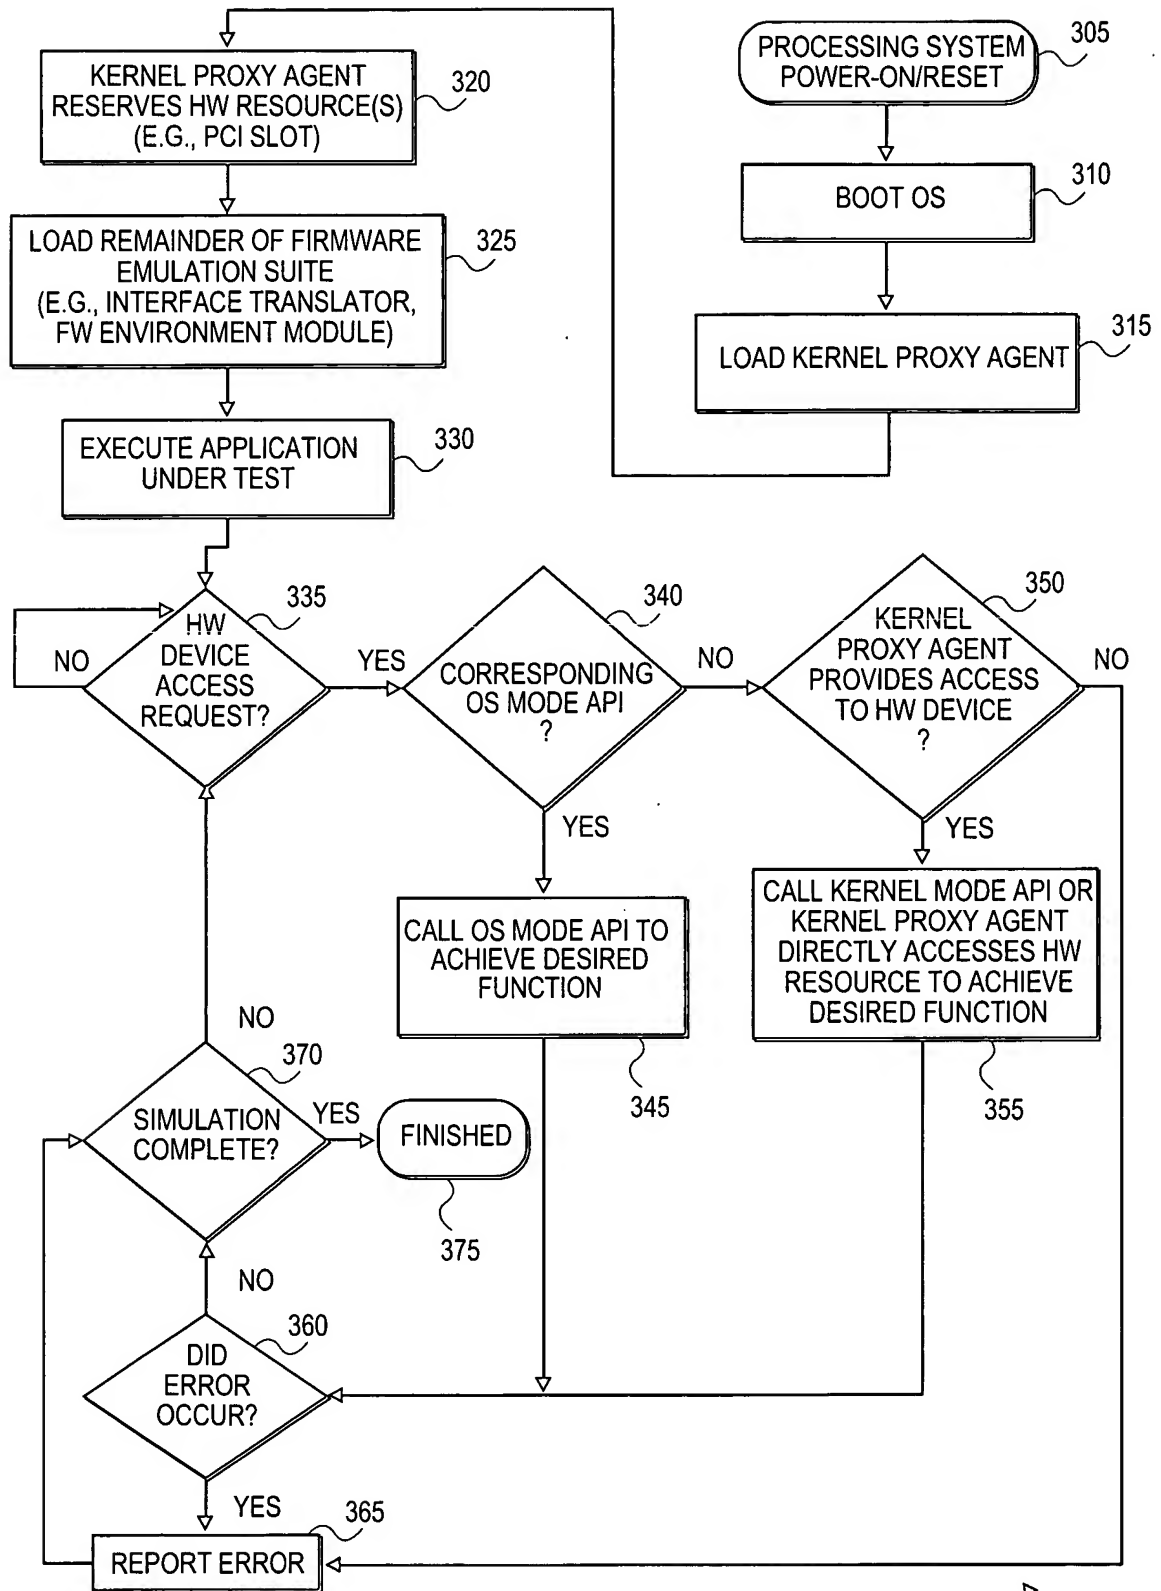 PROCESSING SYSTEM
POWER-ON/RESET
305
BOOT OS
310
LOAD KERNEL PROXY AGENT
315
KERNEL PROXY AGENT
RESERVES HW RESOURCE(S)
(E.G., PCI SLOT)
320
LOAD REMAINDER OF FIRMWARE
EMULATION SUITE
(E.G., INTERFACE TRANSLATOR,
FW ENVIRONMENT MODULE)
325
EXECUTE APPLICATION
UNDER TEST
330
HW
DEVICE
ACCESS
REQUEST?
335
NO
YES
CORRESPONDING
OS MODE API
?
340
NO
YES
CALL OS MODE API TO
ACHIEVE DESIRED
FUNCTION
345
KERNEL
PROXY AGENT
PROVIDES ACCESS
TO HW DEVICE
?
350
NO
YES
CALL KERNEL MODE API OR
KERNEL PROXY AGENT
DIRECTLY ACCESSES HW
RESOURCE TO ACHIEVE
DESIRED FUNCTION
355
NO
370
SIMULATION
COMPLETE?
YES
FINISHED
375
NO
360
DID
ERROR
OCCUR?
YES
365
REPORT ERROR